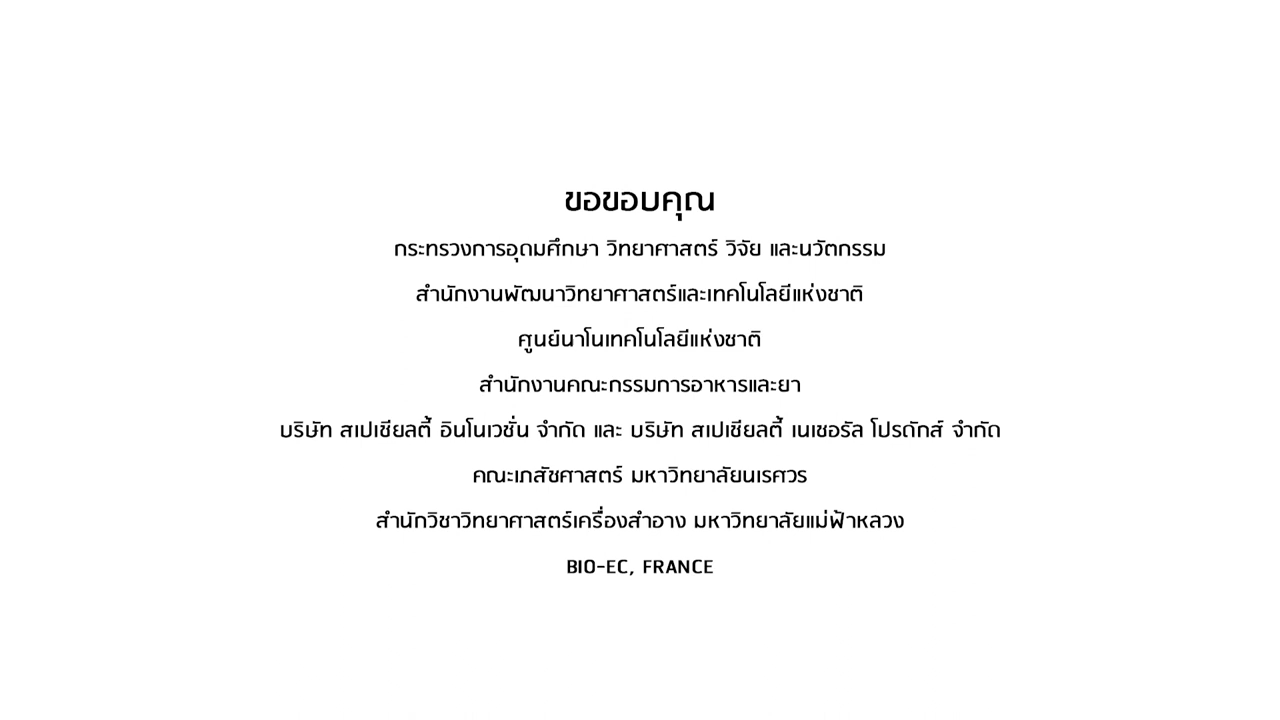 ขอขอบคุณ
กระทรวงการอุดมศึกษา วิทยาศาสตร์ วิจัย และนวัตกรรม
สำนักงานพัฒนาวิทยาศาสตร์และเทคโนโลยีแห่งชาติ
ศูนย์นาโนเทคโนโลยีแห่งชาติ
สำนักงานคณะกรรมการอาหารและยา
บริษัท สเปเชียลตี้ อินโนเวชั่น จำกัด และ บริษัท สเปเชียลตี้ เนเชอรัล โปรดักส์ จำกัด
คณะเภสัชศาสตร์ มหาวิทยาลัยนเรศวร
สำนักวิชาวิทยาศาสตร์เครื่องสำอาง มหาวิทยาลัยแม่ฟ้าหลวง
BIO-EC, FRANCE